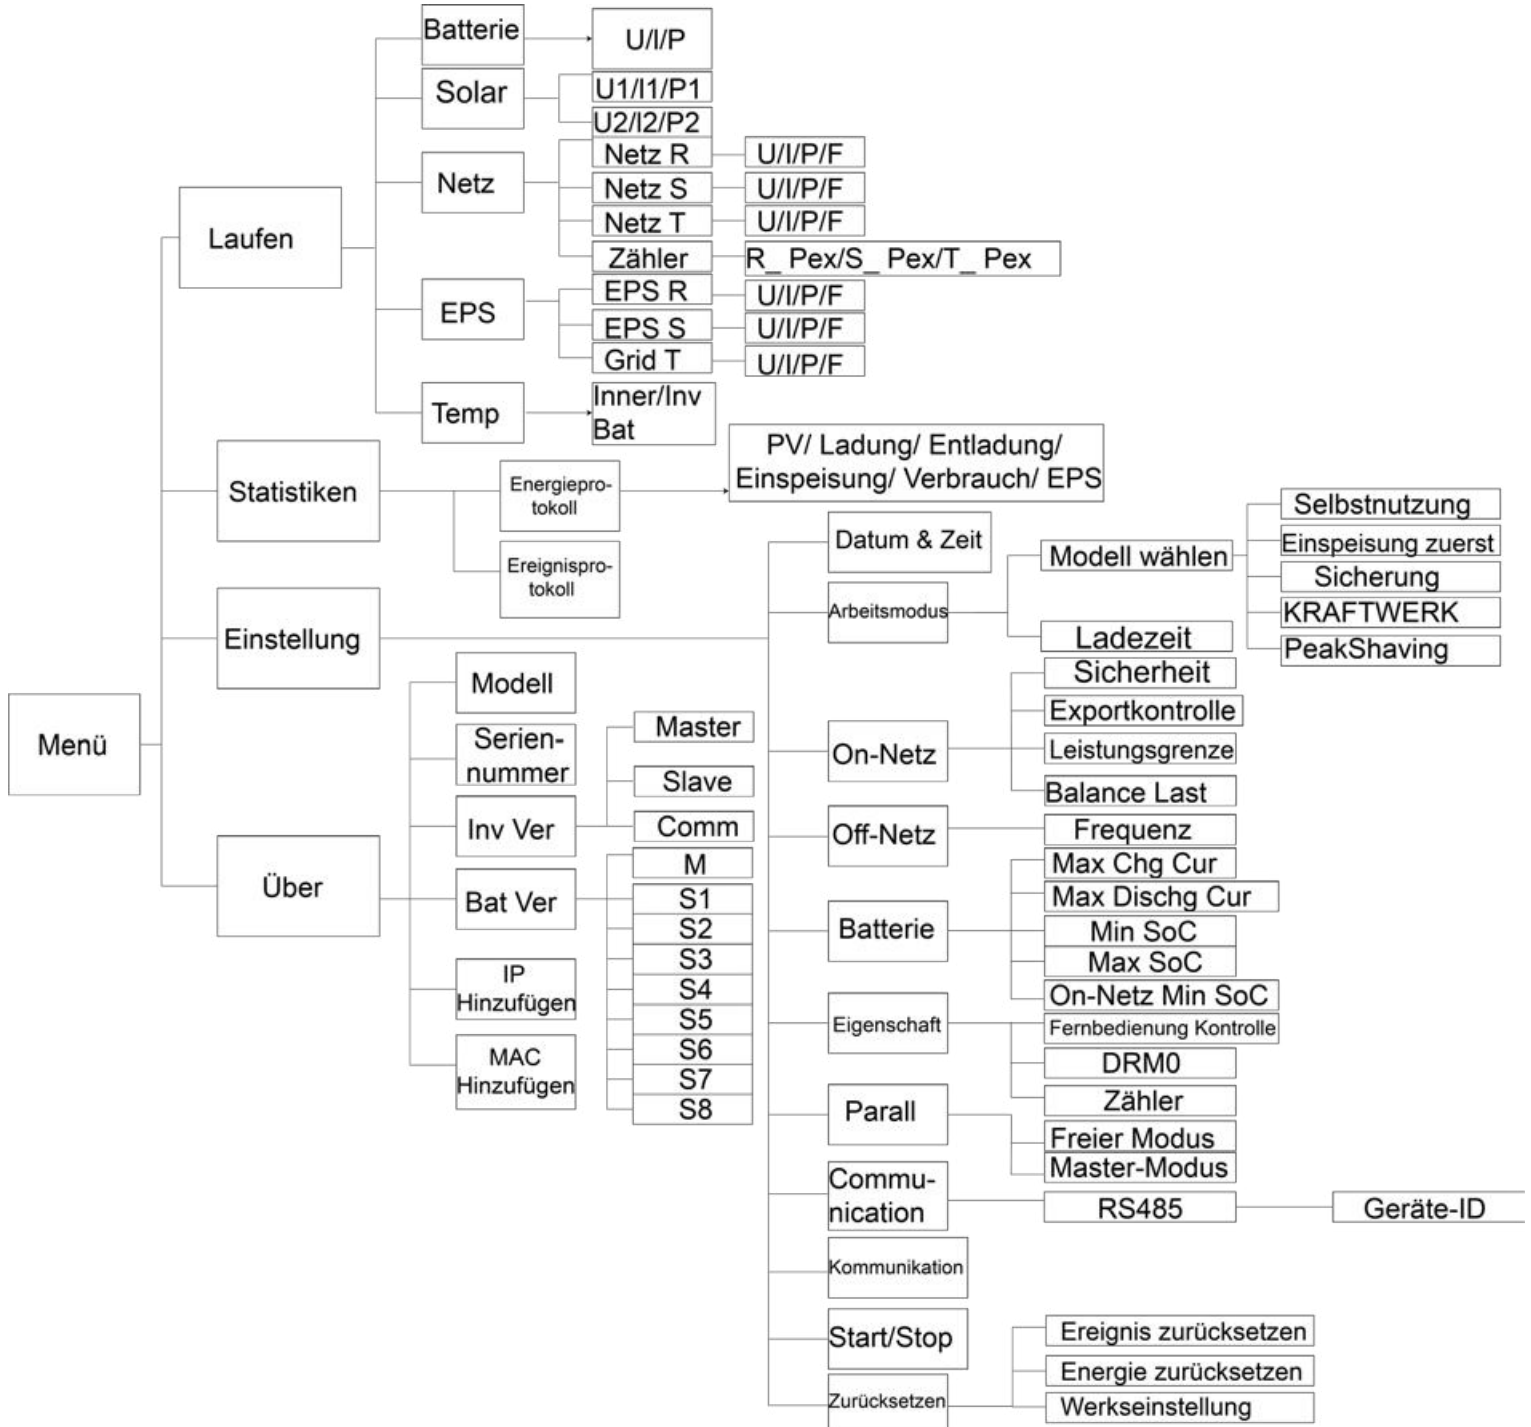 Menü
Laufen
Batterie
U/I/P
Solar
U1/I1/P1
U2/I2/P2
Netz
Netz R
U/I/P/F
Netz S
U/I/P/F
Netz T
U/I/P/F
Zähler
R_ Pex/S_ Pex/T_ Pex
EPS
EPS R
U/I/P/F
EPS S
U/I/P/F
Grid T
U/I/P/F
Temp
Inner/Inv
Bat
Statistiken
Energiepro-
tokoll
PV/ Ladung/ Entladung/
Einspeisung/ Verbrauch/ EPS
Ereignispro-
tokoll
Einstellung
Datum & Zeit
Arbeitsmodus
Modell wählen
Selbstnutzung
Einspeisung zuerst
Sicherung
KRAFTWERK
PeakShaving
Ladezeit
On-Netz
Sicherheit
Exportkontrolle
Leistungsgrenze
Balance Last
Off-Netz
Frequenz
Batterie
Max Chg Cur
Max Dischg Cur
Min SoC
Max SoC
On-Netz Min SoC
Eigenschaft
Fernbedienung Kontrolle
DRM0
Zähler
Parall
Freier Modus
Master-Modus
Commu-
nication
RS485
Geräte-ID
Kommunikation
Start/Stop
Zurücksetzen
Ereignis zurücksetzen
Energie zurücksetzen
Werkseinstellung
Über
Modell
Serien-
nummer
Inv Ver
Master
Slave
Comm
Bat Ver
M
S1
S2
S3
S4
S5
S6
S7
S8
IP
Hinzufügen
MAC
Hinzufügen